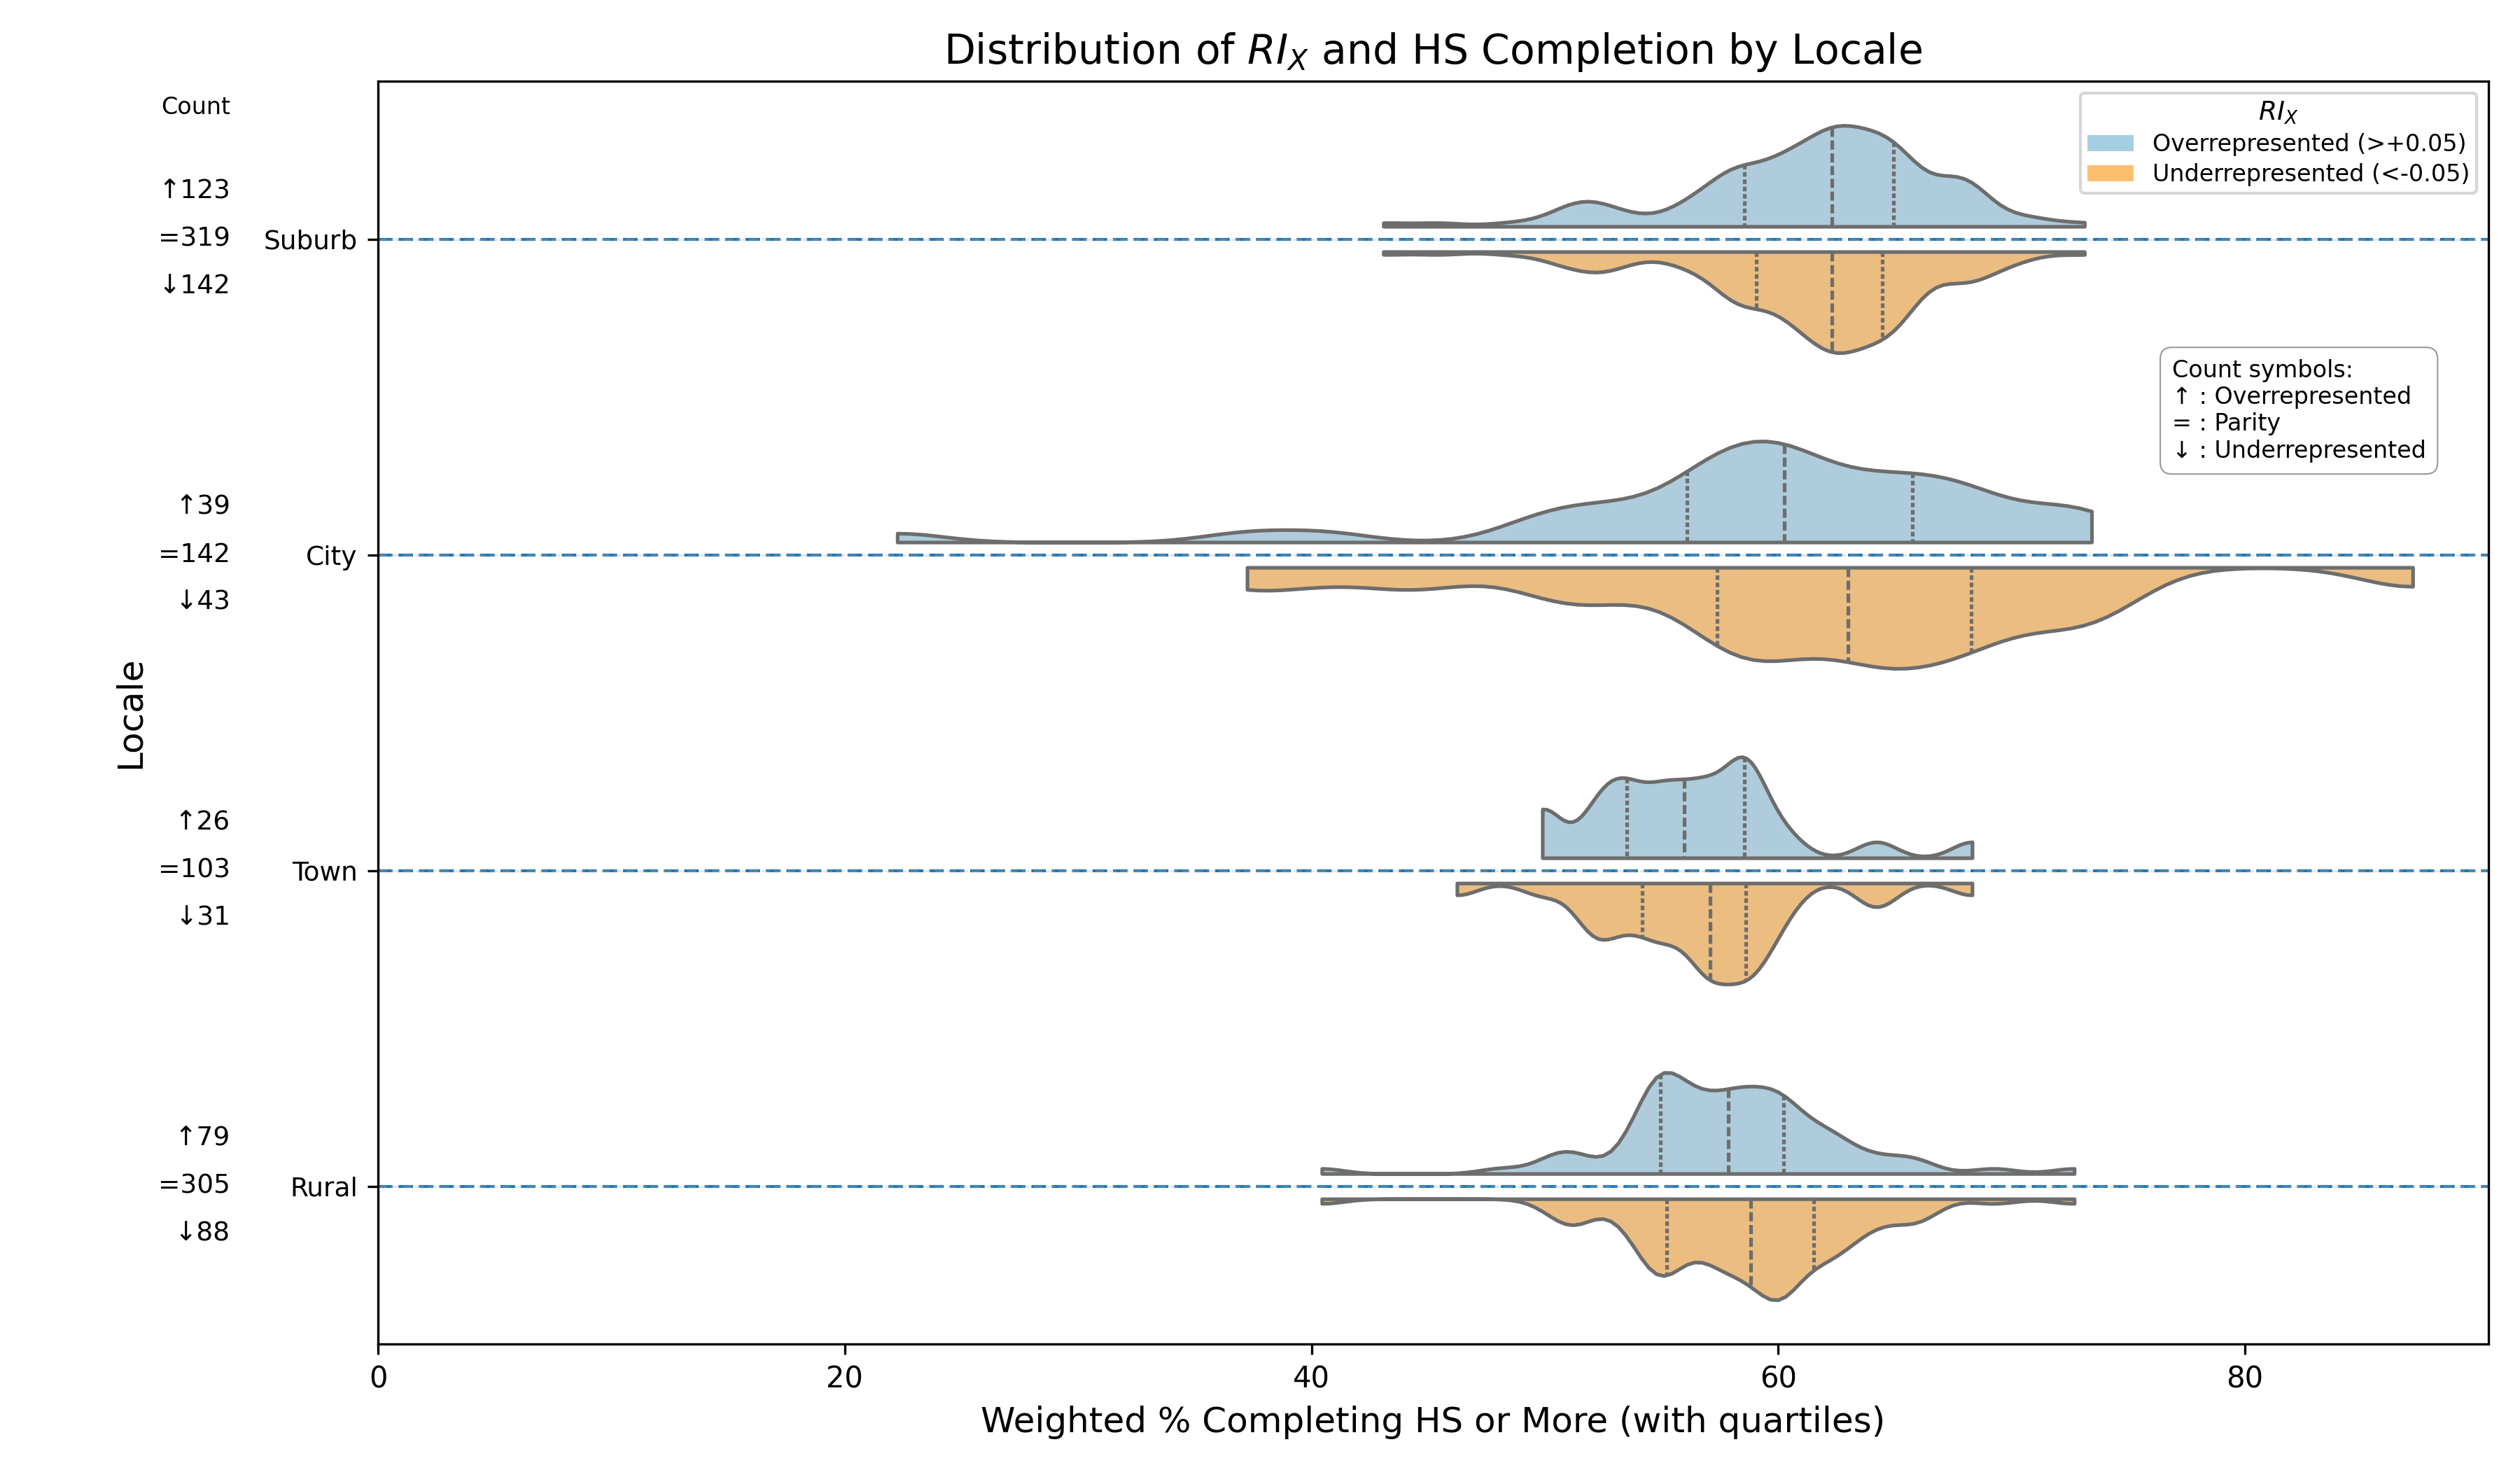 Distribution of RI_X and HS Completion by Locale
Count
RI_X
Overrepresented (>+0.05)
Underrepresented (<-0.05)
↑123
=319
Suburb
↓142
Count symbols:
↑ : Overrepresented
= : Parity
↓ : Underrepresented
↑39
=142
City
↓43
Locale
↑26
=103
Town
↓31
↑79
=305
Rural
↓88
0
20
40
60
80
Weighted % Completing HS or More (with quartiles)